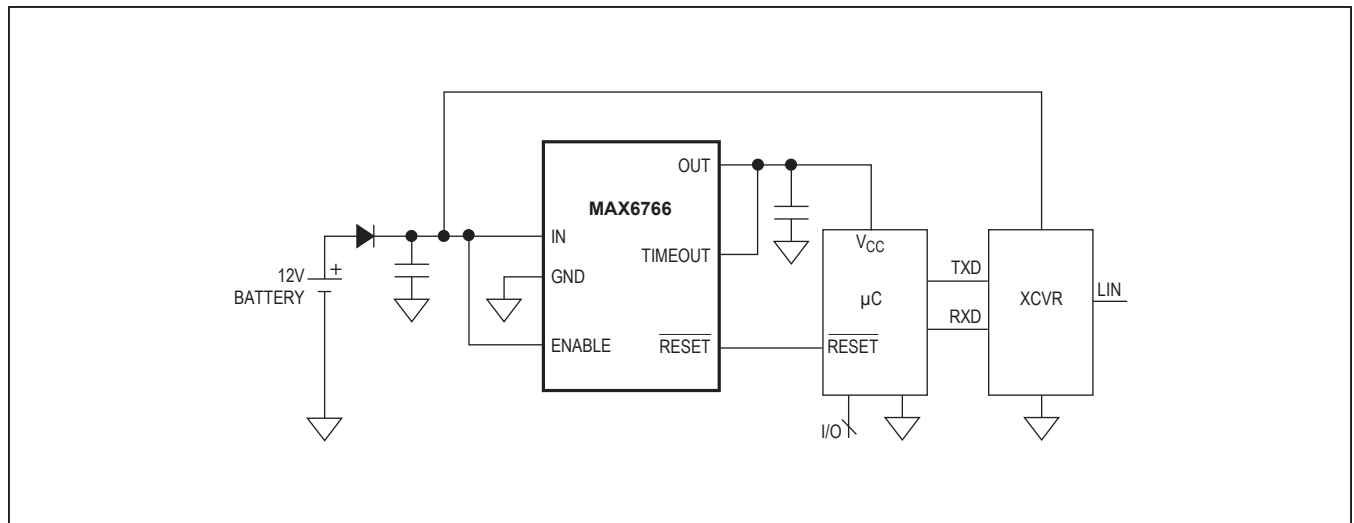 12V
BATTERY
+
IN
GND
ENABLE
MAX6766
OUT
TIMEOUT
RESET
VCC
µC
RESET
I/O
TXD
RXD
XCVR
LIN